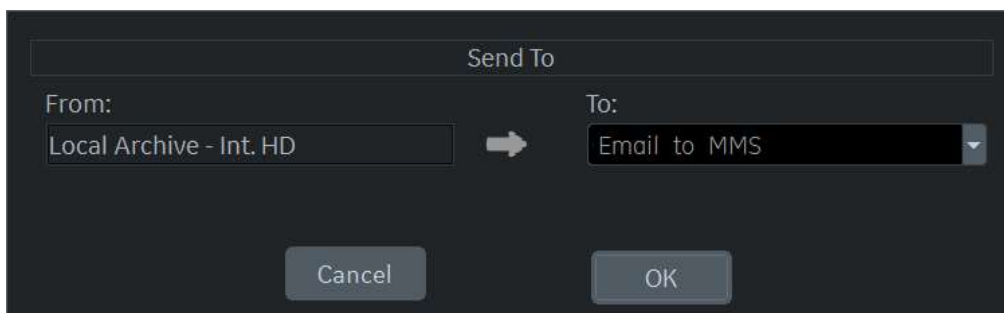 Send To
From:
To:
Local Archive - Int. HD
Email to MMS
Cancel
OK